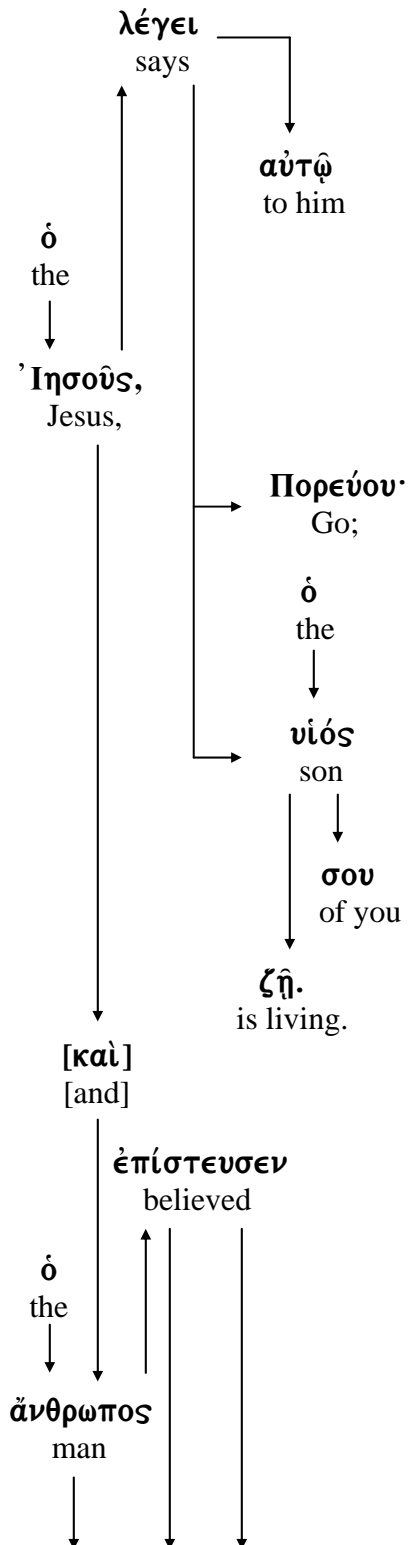 λέγει
says
αὐτῷ
to him
ὁ
the
Ἰησοῦς,
Jesus,
Πορεύου·
Go;
ὁ
the
υἱός
son
σου
of you
ζῇ.
is living.
[καὶ]
[and]
ἐπίστευσεν
believed
ὁ
the
ἄνθρωπος
man